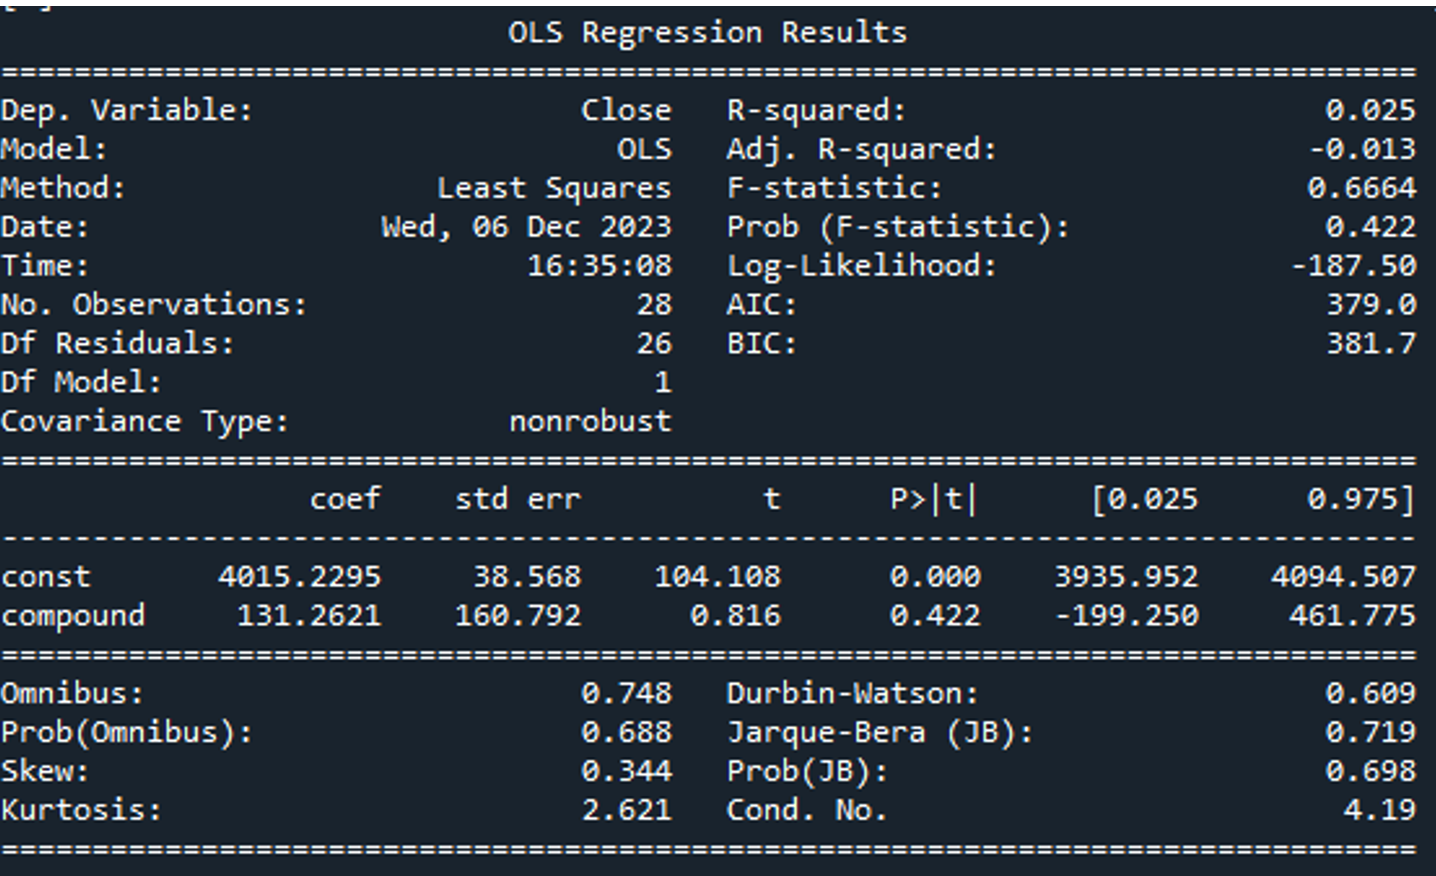 OLS Regression Results
==============================================================================
Dep. Variable:                  Close   R-squared:                       0.025
Model:                            OLS   Adj. R-squared:                 -0.013
Method:                 Least Squares   F-statistic:                    0.6664
Date:                Wed, 06 Dec 2023   Prob (F-statistic):              0.422
Time:                        16:35:08   Log-Likelihood:                -187.50
No. Observations:                  28   AIC:                             379.0
Df Residuals:                      26   BIC:                             381.7
Df Model:                           1
Covariance Type:            nonrobust
==============================================================================
                 coef    std err          t      P>|t|      [0.025      0.975]
------------------------------------------------------------------------------
const       4015.2295     38.568    104.108      0.000    3935.952    4094.507
compound     131.2621    160.792      0.816      0.422    -199.250     461.775
==============================================================================
Omnibus:                        0.748   Durbin-Watson:                   0.609
Prob(Omnibus):                  0.688   Jarque-Bera (JB):                0.719
Skew:                           0.344   Prob(JB):                        0.698
Kurtosis:                       2.621   Cond. No.                         4.19
==============================================================================